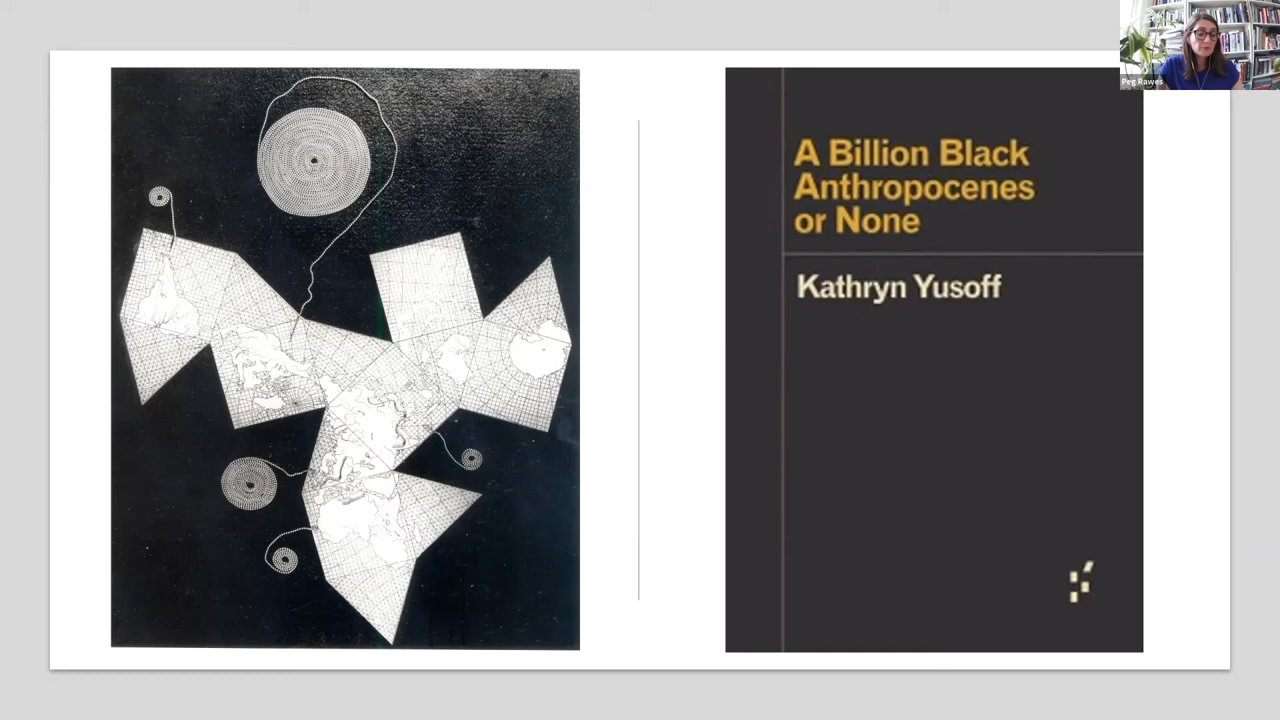 Peg Rawes
A Billion Black
Anthropocenes
or None
Kathryn Yusoff